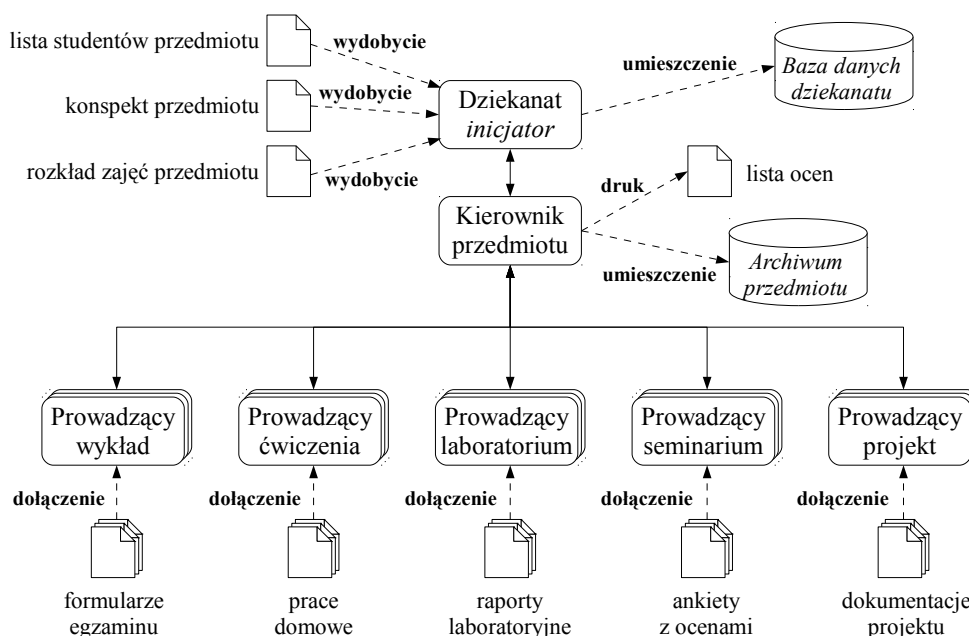 lista studentów przedmiotu
wydobycie
konspekt przedmiotu
wydobycie
rozkład zajęć przedmiotu
wydobycie
Dziekanat
inicjator
umieszczenie
Baza danych
dziekanatu
Kierownik
przedmiotu
druk
lista ocen
umieszczenie
Archiwum
przedmiotu
Prowadzący
wykład
Prowadzący
ćwiczenia
Prowadzący
laboratorium
Prowadzący
seminarium
Prowadzący
projekt
dołączenie
dołączenie
dołączenie
dołączenie
dołączenie
formularze
egzaminu
prace
domowe
raporty
laboratoryjne
ankiety
z ocenami
dokumentacje
projektu